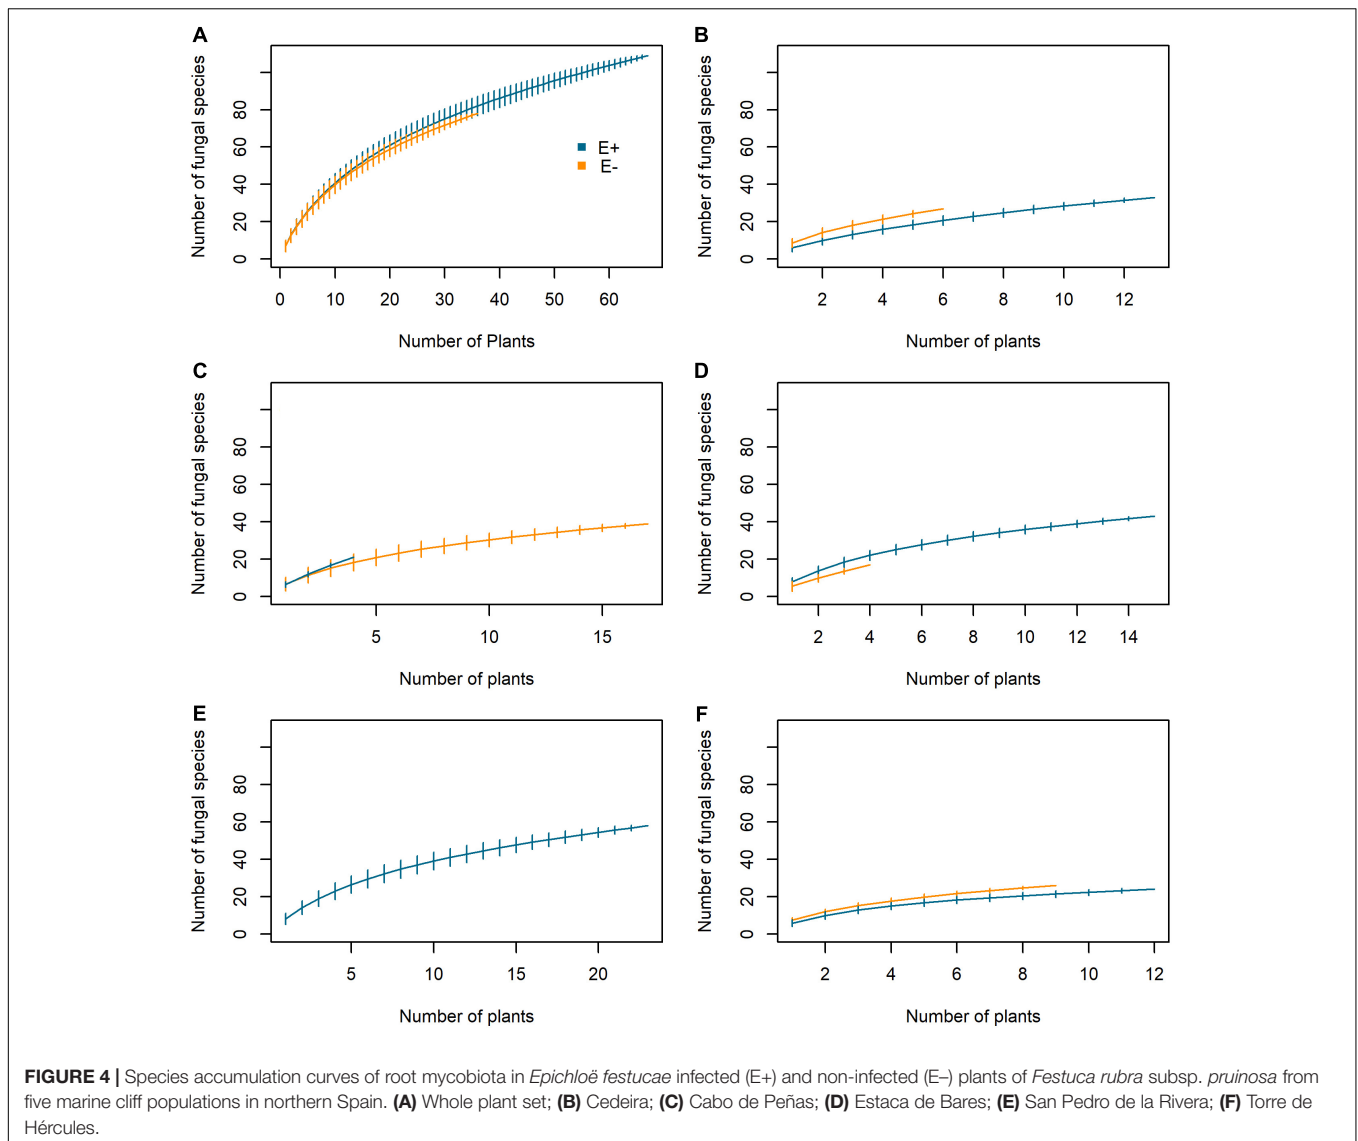 A
Number of fungal species
0 20 40 60 80
0 10 20 30 40 50 60
Number of Plants
E+
E-
B
Number of fungal species
0 20 40 60 80
2 4 6 8 10 12
Number of plants
C
Number of fungal species
0 20 40 60 80
5 10 15
Number of plants
D
Number of fungal species
0 20 40 60 80
2 4 6 8 10 12 14
Number of plants
E
Number of fungal species
0 20 40 60 80
5 10 15 20
Number of plants
F
Number of fungal species
0 20 40 60 80
2 4 6 8 10 12
Number of plants
FIGURE 4 | Species accumulation curves of root mycobiota in Epichloë festucae infected (E+) and non-infected (E–) plants of Festuca rubra subsp. pruinosa from
five marine cliff populations in northern Spain. (A) Whole plant set; (B) Cedeira; (C) Cabo de Peñas; (D) Estaca de Bares; (E) San Pedro de la Rivera; (F) Torre de
Hércules.